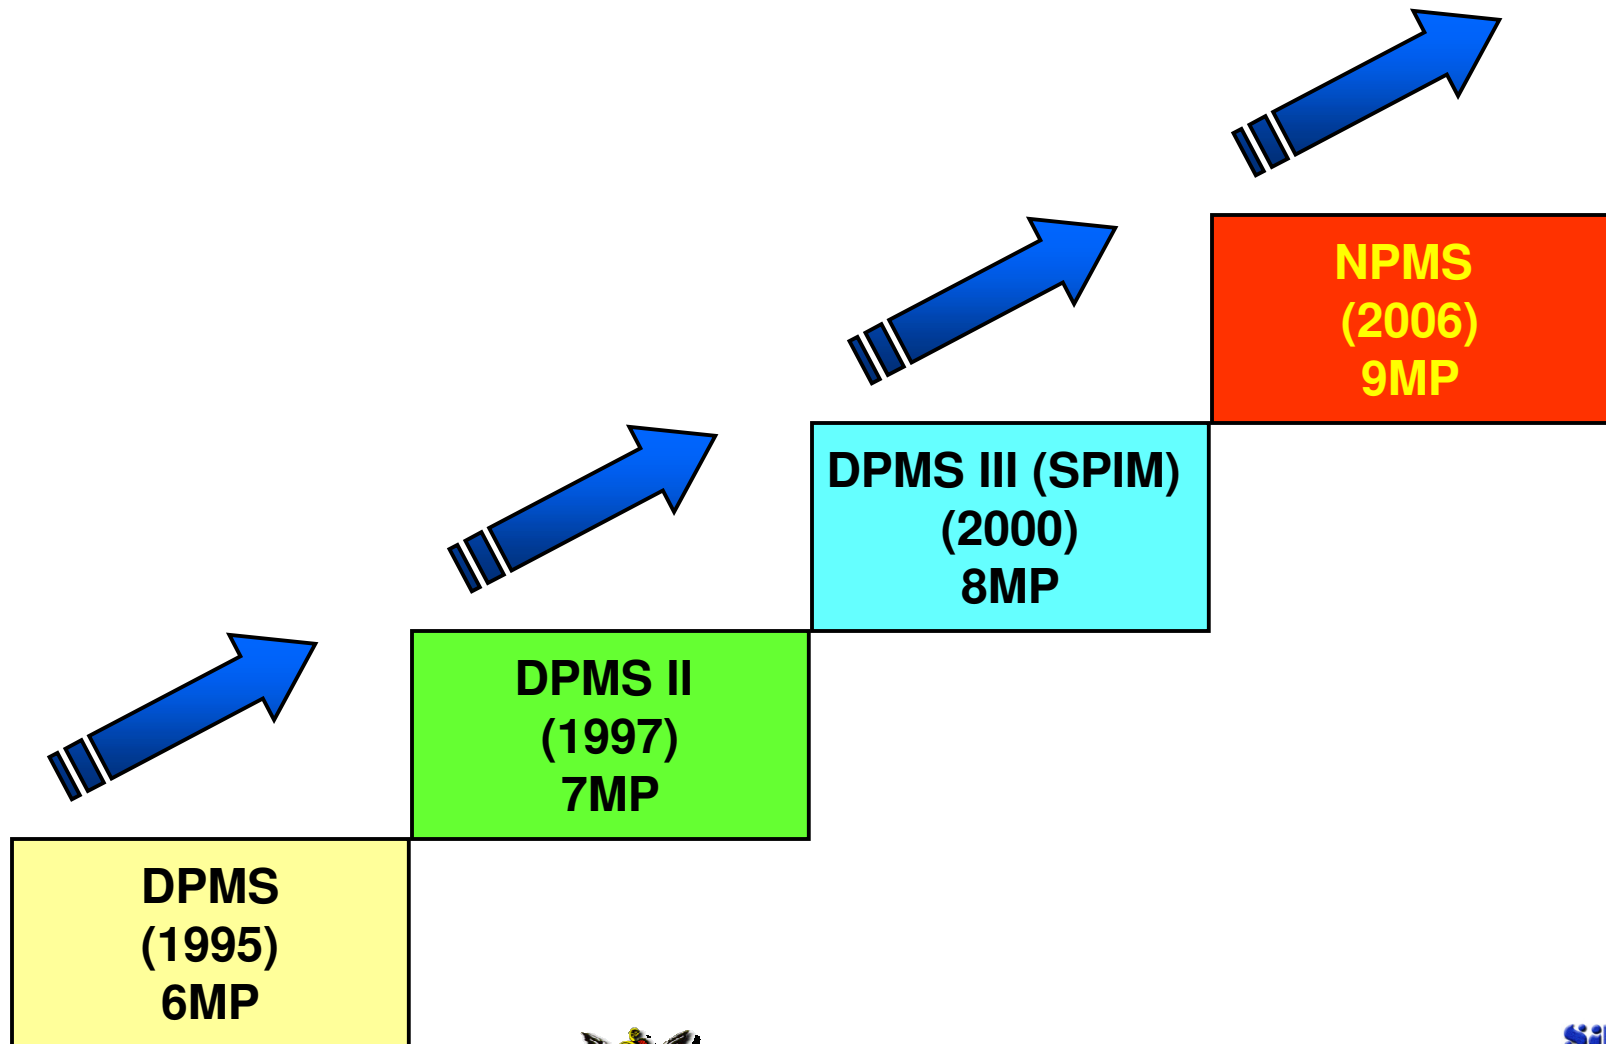 NPMS
(2006)
9MP
DPMS III (SPIM)
(2000)
8MP
DPMS II
(1997)
7MP
DPMS
(1995)
6MP